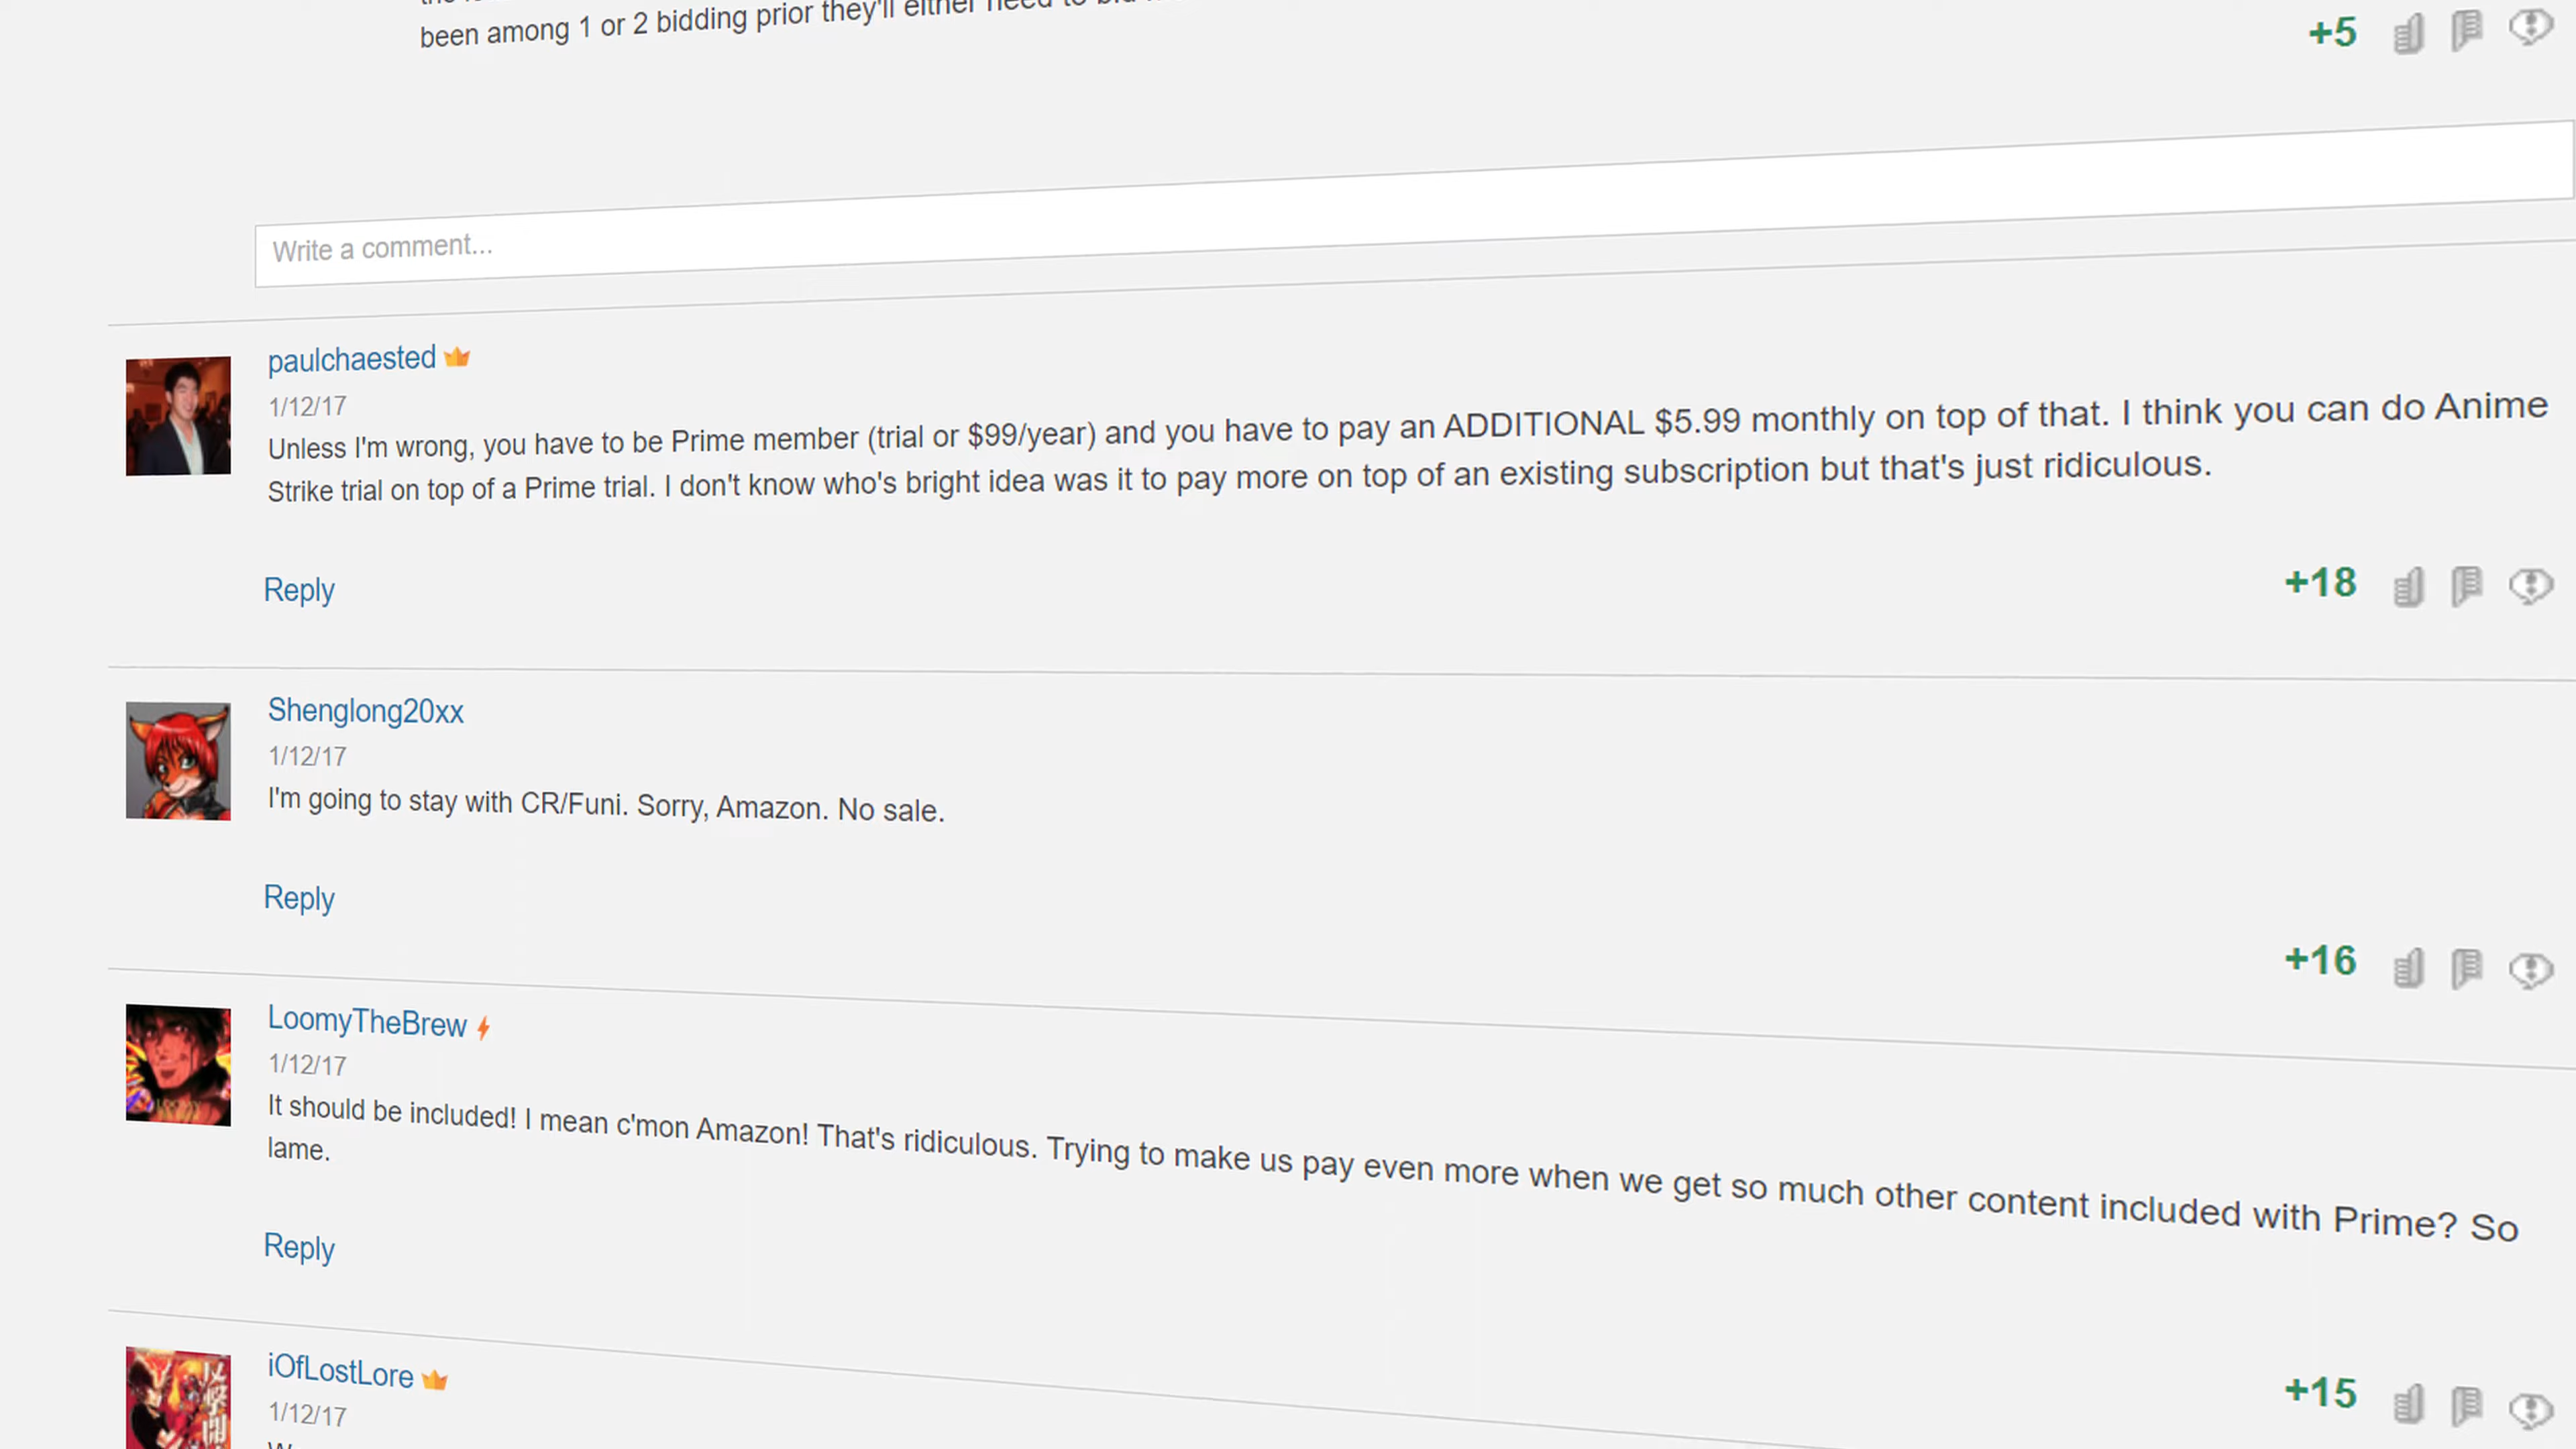 been among 1 or 2 bidding prior they'll either need to
+5
Write a comment...
paulchaested
1/12/17
Unless I'm wrong, you have to be Prime member (trial or $99/year) and you have to pay an ADDITIONAL $5.99 monthly on top of that. I think you can do Anime
Strike trial on top of a Prime trial. I don't know who's bright idea was it to pay more on top of an existing subscription but that's just ridiculous.
Reply
+18
Shenglong20xx
1/12/17
I'm going to stay with CR/Funi. Sorry, Amazon. No sale.
Reply
+16
LoomyTheBrew
1/12/17
It should be included! I mean c'mon Amazon! That's ridiculous. Trying to make us pay even more when we get so much other content included with Prime? So
lame.
Reply
+15
iOfLostLore
1/12/17